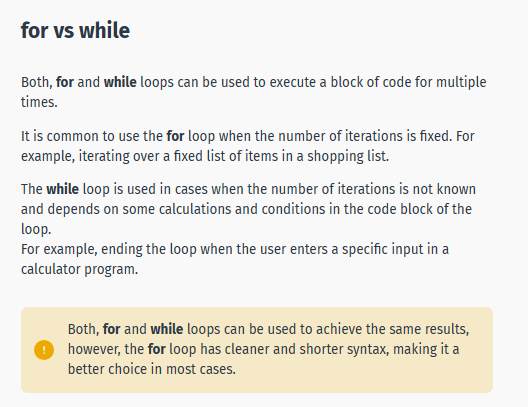 for vs while
Both, for and while loops can be used to execute a block of code for multiple
times.
It is common to use the for loop when the number of iterations is fixed. For
example, iterating over a fixed list of items in a shopping list.
The while loop is used in cases when the number of iterations is not known
and depends on some calculations and conditions in the code block of the
loop.
For example, ending the loop when the user enters a specific input in a
calculator program.
Both, for and while loops can be used to achieve the same results,
however, the for loop has cleaner and shorter syntax, making it a
better choice in most cases.